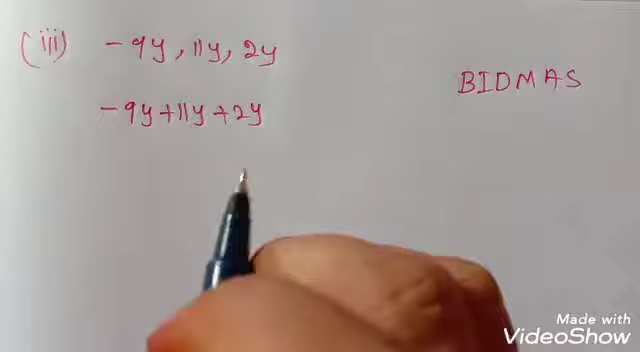 (iii) -9y, 11y, 2y
BIDMAS
-9y+11y+2y
Made with
VideoShow